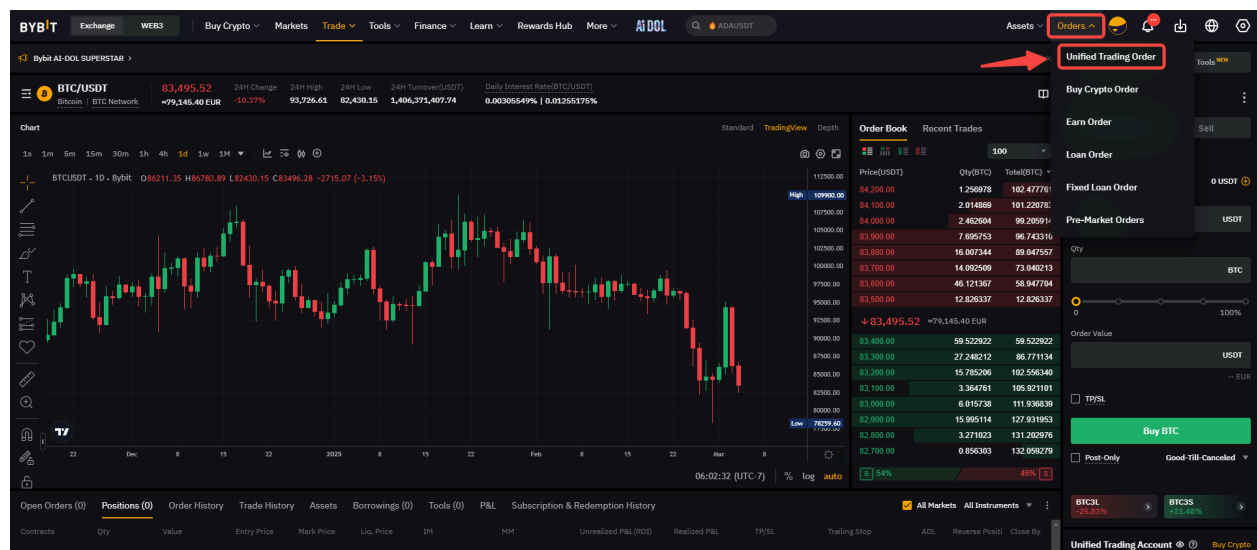 BYBIT Exchange WEB3 Buy Crypto Markets Trade Tools Finance Learn Rewards Hub More Ai DOL ADAUSDT Assets Orders
Bybit AI-DOL SUPERSTAR >
Unified Trading Order
Buy Crypto Order
Earn Order
Loan Order
Fixed Loan Order
Pre-Market Orders
Tools NEW
BTC/USDT
Bitcoin | BTC Network
83,495.52
≈79,145.40 EUR
24H Change
-10.37%
24H High
93,726.61
24H Low
82,430.15
24H Turnover(USDT)
1,406,371,407.74
Daily Interest Rate(BTC/USDT)
0.00305549% | 0.01255175%
Chart Standard TradingView Depth
1s 1m 5m 15m 30m 1h 4h 1d 1w 1M
BTCUSDT · 1D · Bybit O86211.35 H86780.89 L82430.15 C83496.28 -2715.07 (-3.15%)
112500.00
High 109900.00
107500.00
105000.00
102500.00
100000.00
97500.00
95000.00
92500.00
90000.00
87500.00
85000.00
82500.00
80000.00
Low 78259.60
22 Dec 8 15 22 2025 8 15 22 Feb 8 15 22 Mar 8
06:02:32 (UTC-7) % log auto
Order Book Recent Trades
100
Price(USDT) Qty(BTC) Total(BTC)
84,200.00 1.256978 102.477761
84,100.00 2.014869 101.220783
84,000.00 2.462604 99.205914
83,900.00 7.695753 96.743310
83,800.00 16.007344 89.047557
83,700.00 14.092509 73.040213
83,600.00 46.121367 58.947704
83,500.00 12.826337 12.826337
↓83,495.52 ≈79,145.40 EUR
83,400.00 59.522922 59.522922
83,300.00 27.248212 86.771134
83,200.00 15.785206 102.556340
83,100.00 3.364761 105.921101
83,000.00 6.015738 111.936839
82,900.00 15.995114 127.931953
82,800.00 3.271023 131.202976
82,700.00 0.856303 132.059279
B 54% 46% S
Sell
0 USDT
USDT
Qty
BTC
0 100%
Order Value
USDT
-- EUR
TP/SL
Buy BTC
Post-Only Good-Till-Canceled
BTC3L
-26.83%
BTC3S
+31.48%
Unified Trading Account Buy Crypto
Open Orders (0) Positions (0) Order History Trade History Assets Borrowings (0) Tools (0) P&L Subscription & Redemption History All Markets All Instruments
Contracts Qty Value Entry Price Mark Price Liq. Price IM MM Unrealized P&L(ROI) Realized P&L TP/SL Trailing Stop ADL Reverse Positi Close By